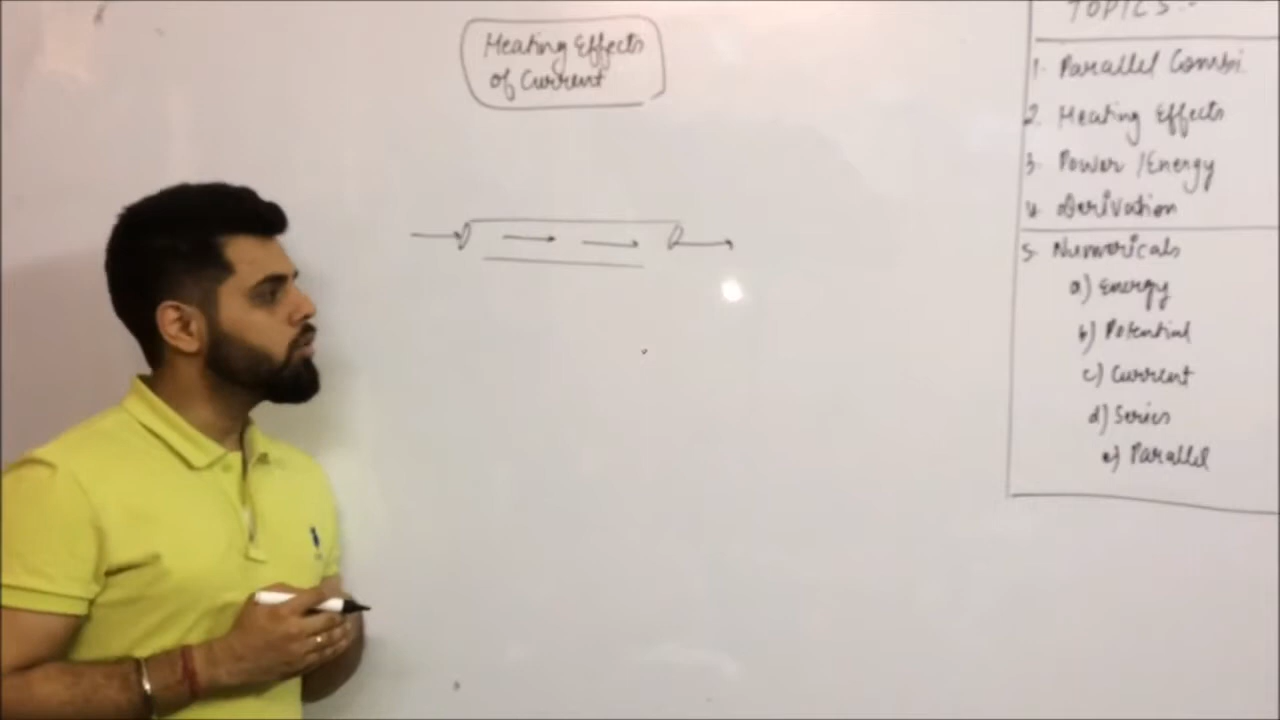 Heating Effects
of Current
TOPICS:-
1. Parallel Combi.
2. Heating Effects
3. Power /Energy
4. Derivation
5. Numericals
a) Energy
b) Potential
c) Current
d) Series
e) Parallel